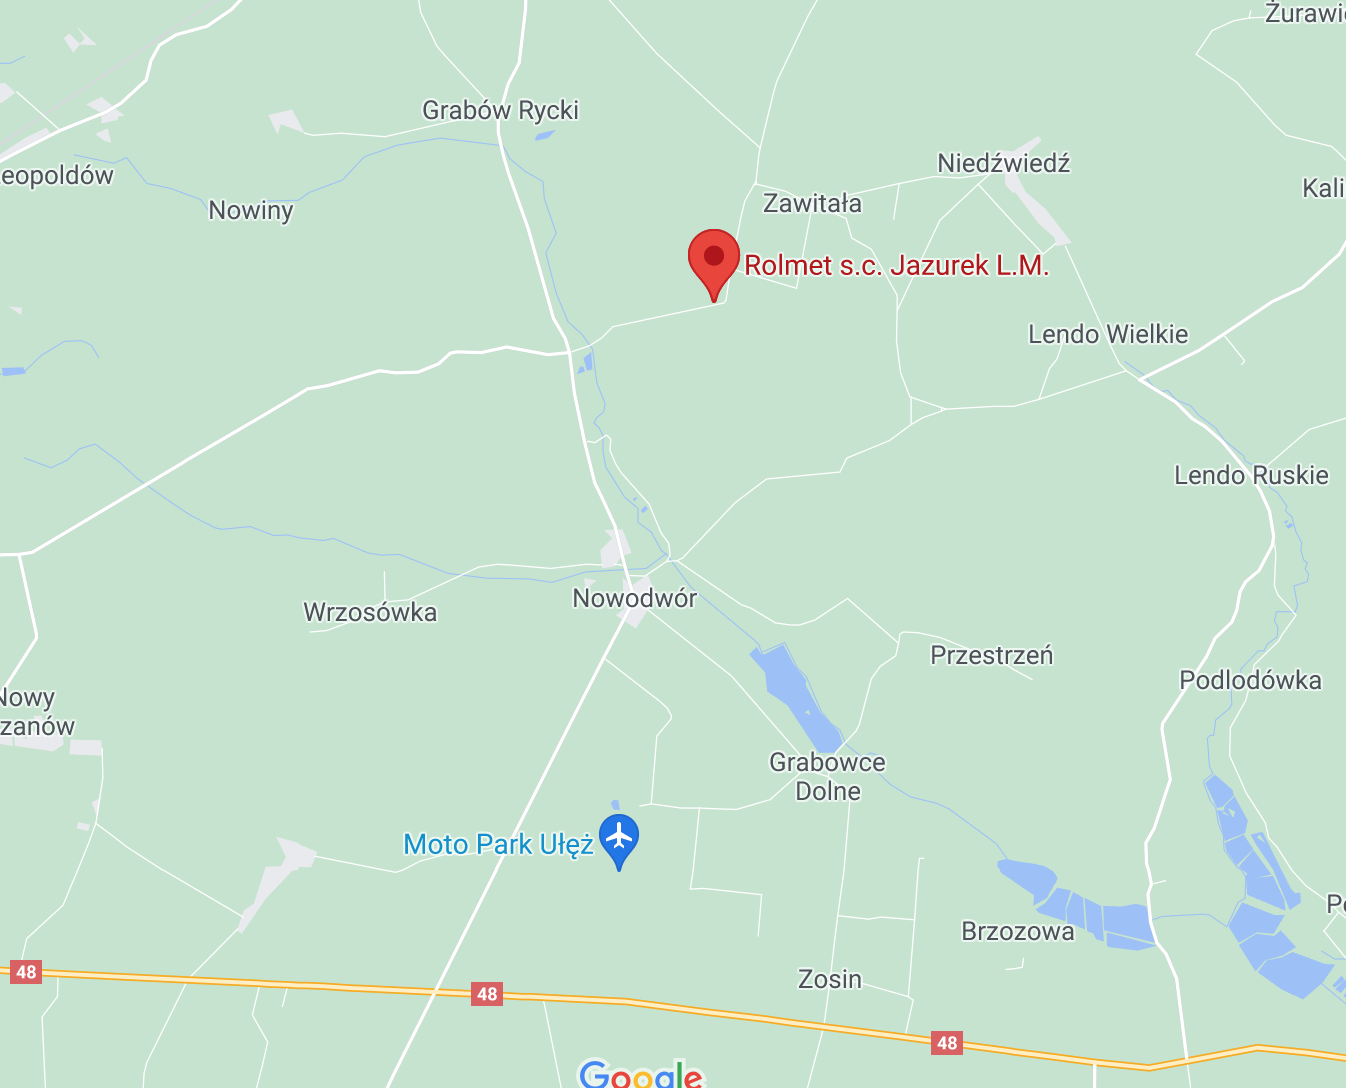 Żurawi
Grabów Rycki
Niedźwiedź
eopoldów
Kali
Zawitała
Nowiny
Rolmet s.c. Jazurek L.M.
Lendo Wielkie
Lendo Ruskie
Nowodwór
Wrzosówka
Przestrzeń
Podlodówka
Nowy
zanów
Grabowce
Dolne
Moto Park Ułęż
P
Brzozowa
48
Zosin
48
48
Google